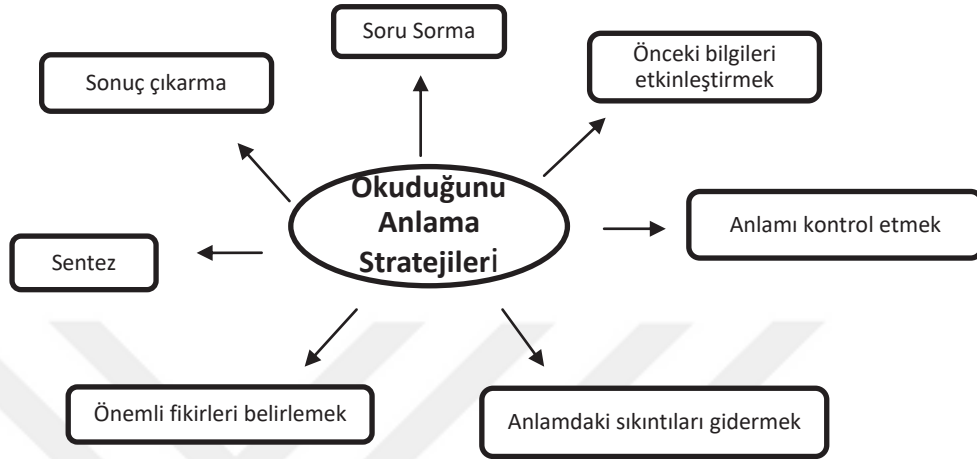 Soru Sorma
Önceki bilgileri
etkinleştirmek
Sonuç çıkarma
Okuduğunu
Anlama
Stratejileri
Anlamı kontrol etmek
Sentez
Önemli fikirleri belirlemek
Anlamdaki sıkıntıları gidermek